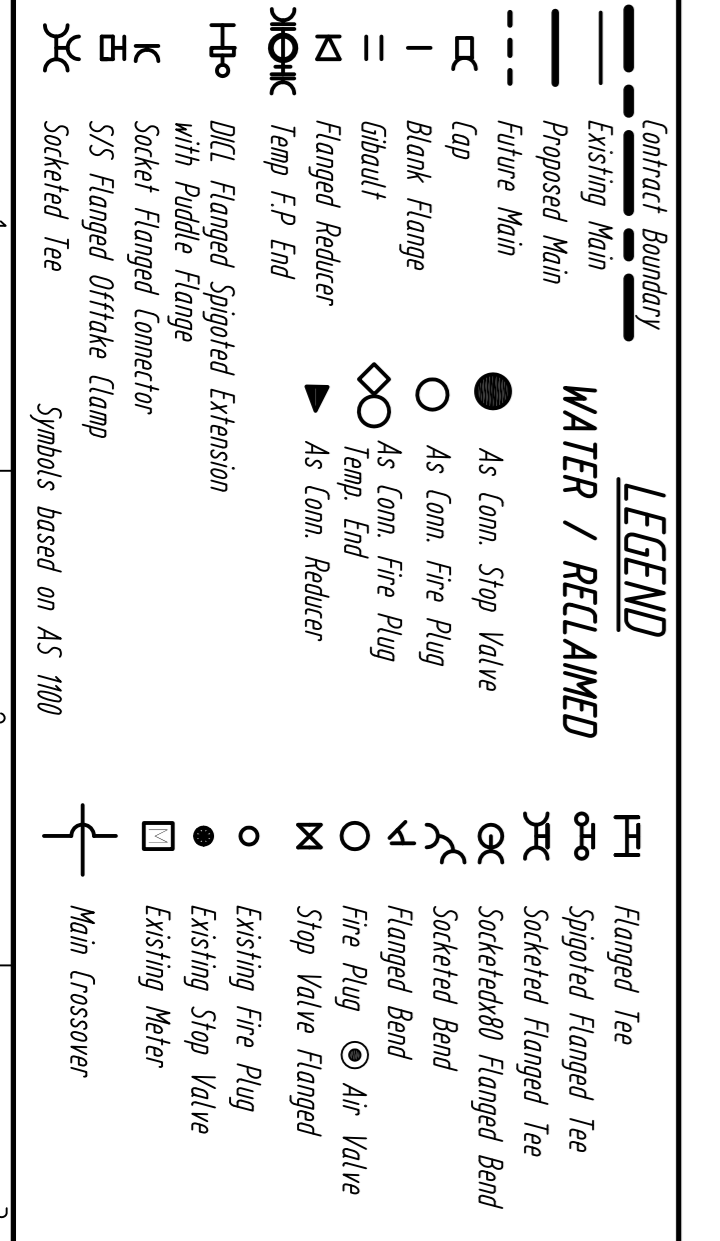 LEGEND
WATER / RECLAIMED
Contract Boundary
Existing Main
Proposed Main
Future Main
Cap
Blank Flange
Gibault
Flanged Reducer
Temp F.P End
DICL Flanged Spigoted Extension
with Puddle Flange
Socket Flanged Connector
S/S Flanged Offtake Clamp
Socketed Tee
As Conn. Stop Valve
As Conn. Fire Plug
As Conn. Fire Plug
Temp. End
As Conn. Reducer
Symbols based on AS 1100
Flanged Tee
Spigoted Flanged Tee
Socketed Flanged Tee
Socketedx80 Flanged Bend
Socketed Bend
Flanged Bend
Fire Plug Air Valve
Stop Valve Flanged
Existing Fire Plug
Existing Stop Valve
M Existing Meter
Main Crossover